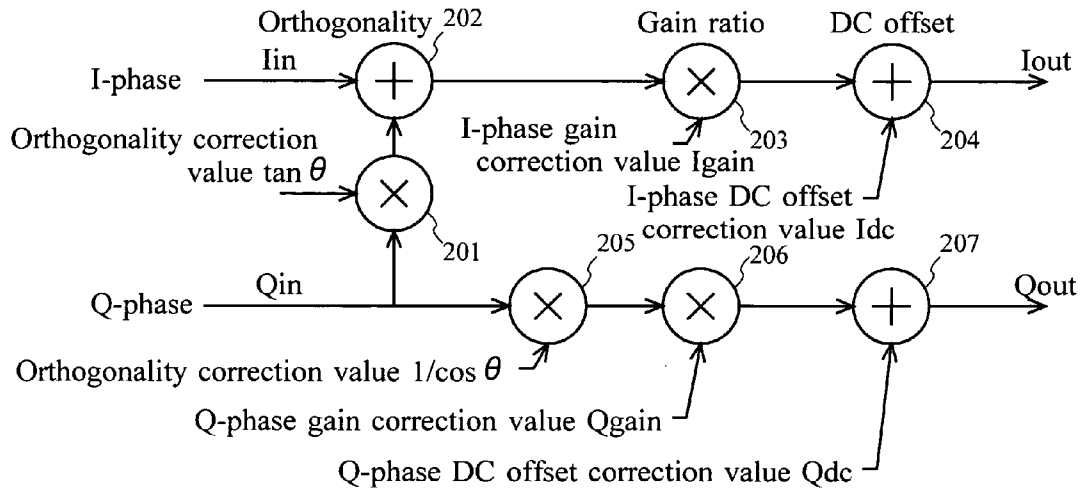 Orthogonality 202
Gain ratio
DC offset
I-phase
Iin
+
×
+
Iout
203
204
Orthogonality correction
value tan θ
I-phase gain
correction value Igain
×
201
I-phase DC offset
correction value Idc
205
206
207
Q-phase
Qin
×
×
+
Qout
Orthogonality correction value 1/cos θ
Q-phase gain correction value Qgain
Q-phase DC offset correction value Qdc